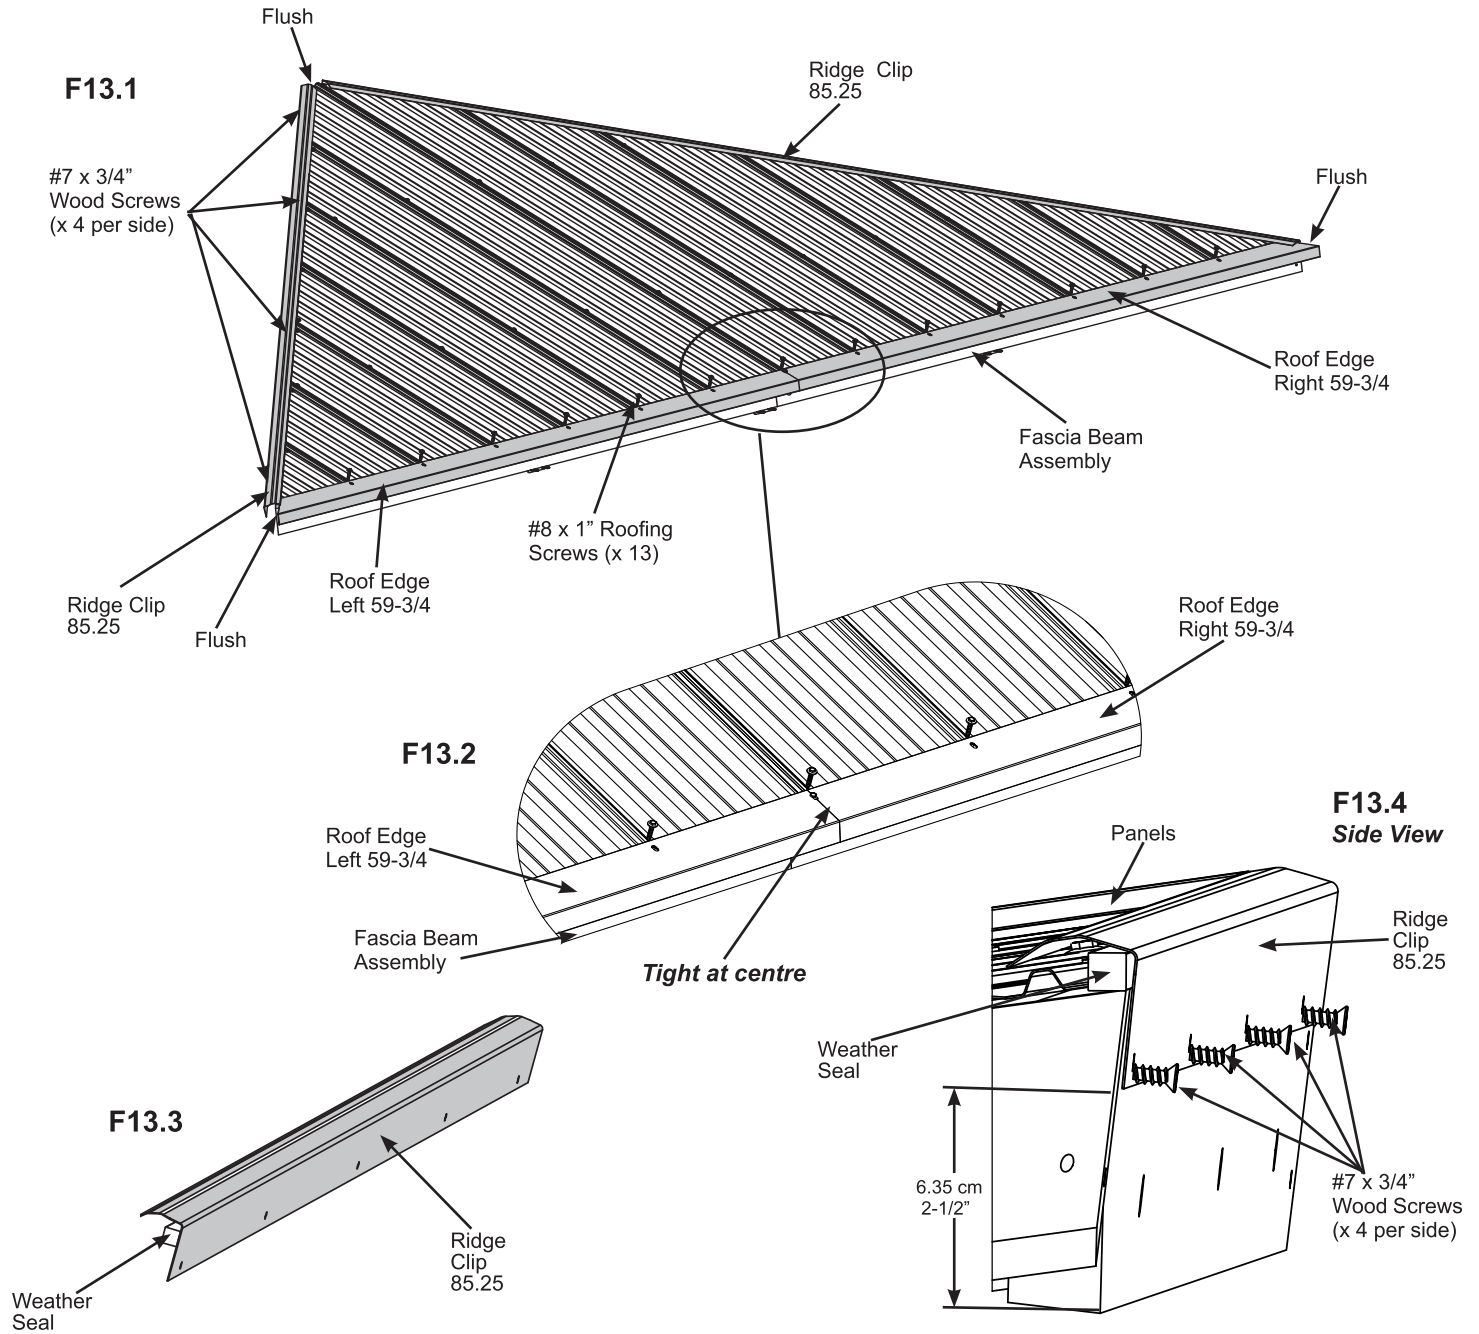 Flush
F13.1
Ridge Clip
85.25
#7 x 3/4”
Wood Screws
(x 4 per side)
Flush
Roof Edge
Right 59-3/4
Fascia Beam
Assembly
#8 x 1” Roofing
Screws (x 13)
Roof Edge
Left 59-3/4
Ridge Clip
85.25
Flush
Roof Edge
Right 59-3/4
F13.2
Roof Edge
Left 59-3/4
Fascia Beam
Assembly
Tight at centre
F13.4
Side View
Panels
Ridge
Clip
85.25
Weather
Seal
6.35 cm
2-1/2”
#7 x 3/4”
Wood Screws
(x 4 per side)
F13.3
Ridge
Clip
85.25
Weather
Seal